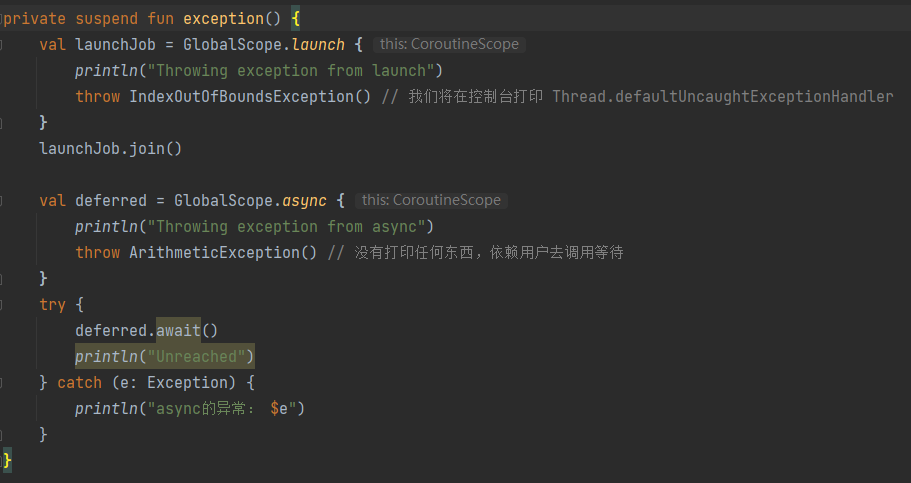 private suspend fun exception() {
    val launchJob = GlobalScope.launch { this: CoroutineScope
        println("Throwing exception from launch")
        throw IndexOutOfBoundsException() // 我们将在控制台打印 Thread.defaultUncaughtExceptionHandler
    }
    launchJob.join()

    val deferred = GlobalScope.async { this: CoroutineScope
        println("Throwing exception from async")
        throw ArithmeticException() // 没有打印任何东西，依赖用户去调用等待
    }
    try {
        deferred.await()
        println("Unreached")
    } catch (e: Exception) {
        println("async的异常： $e")
    }
}